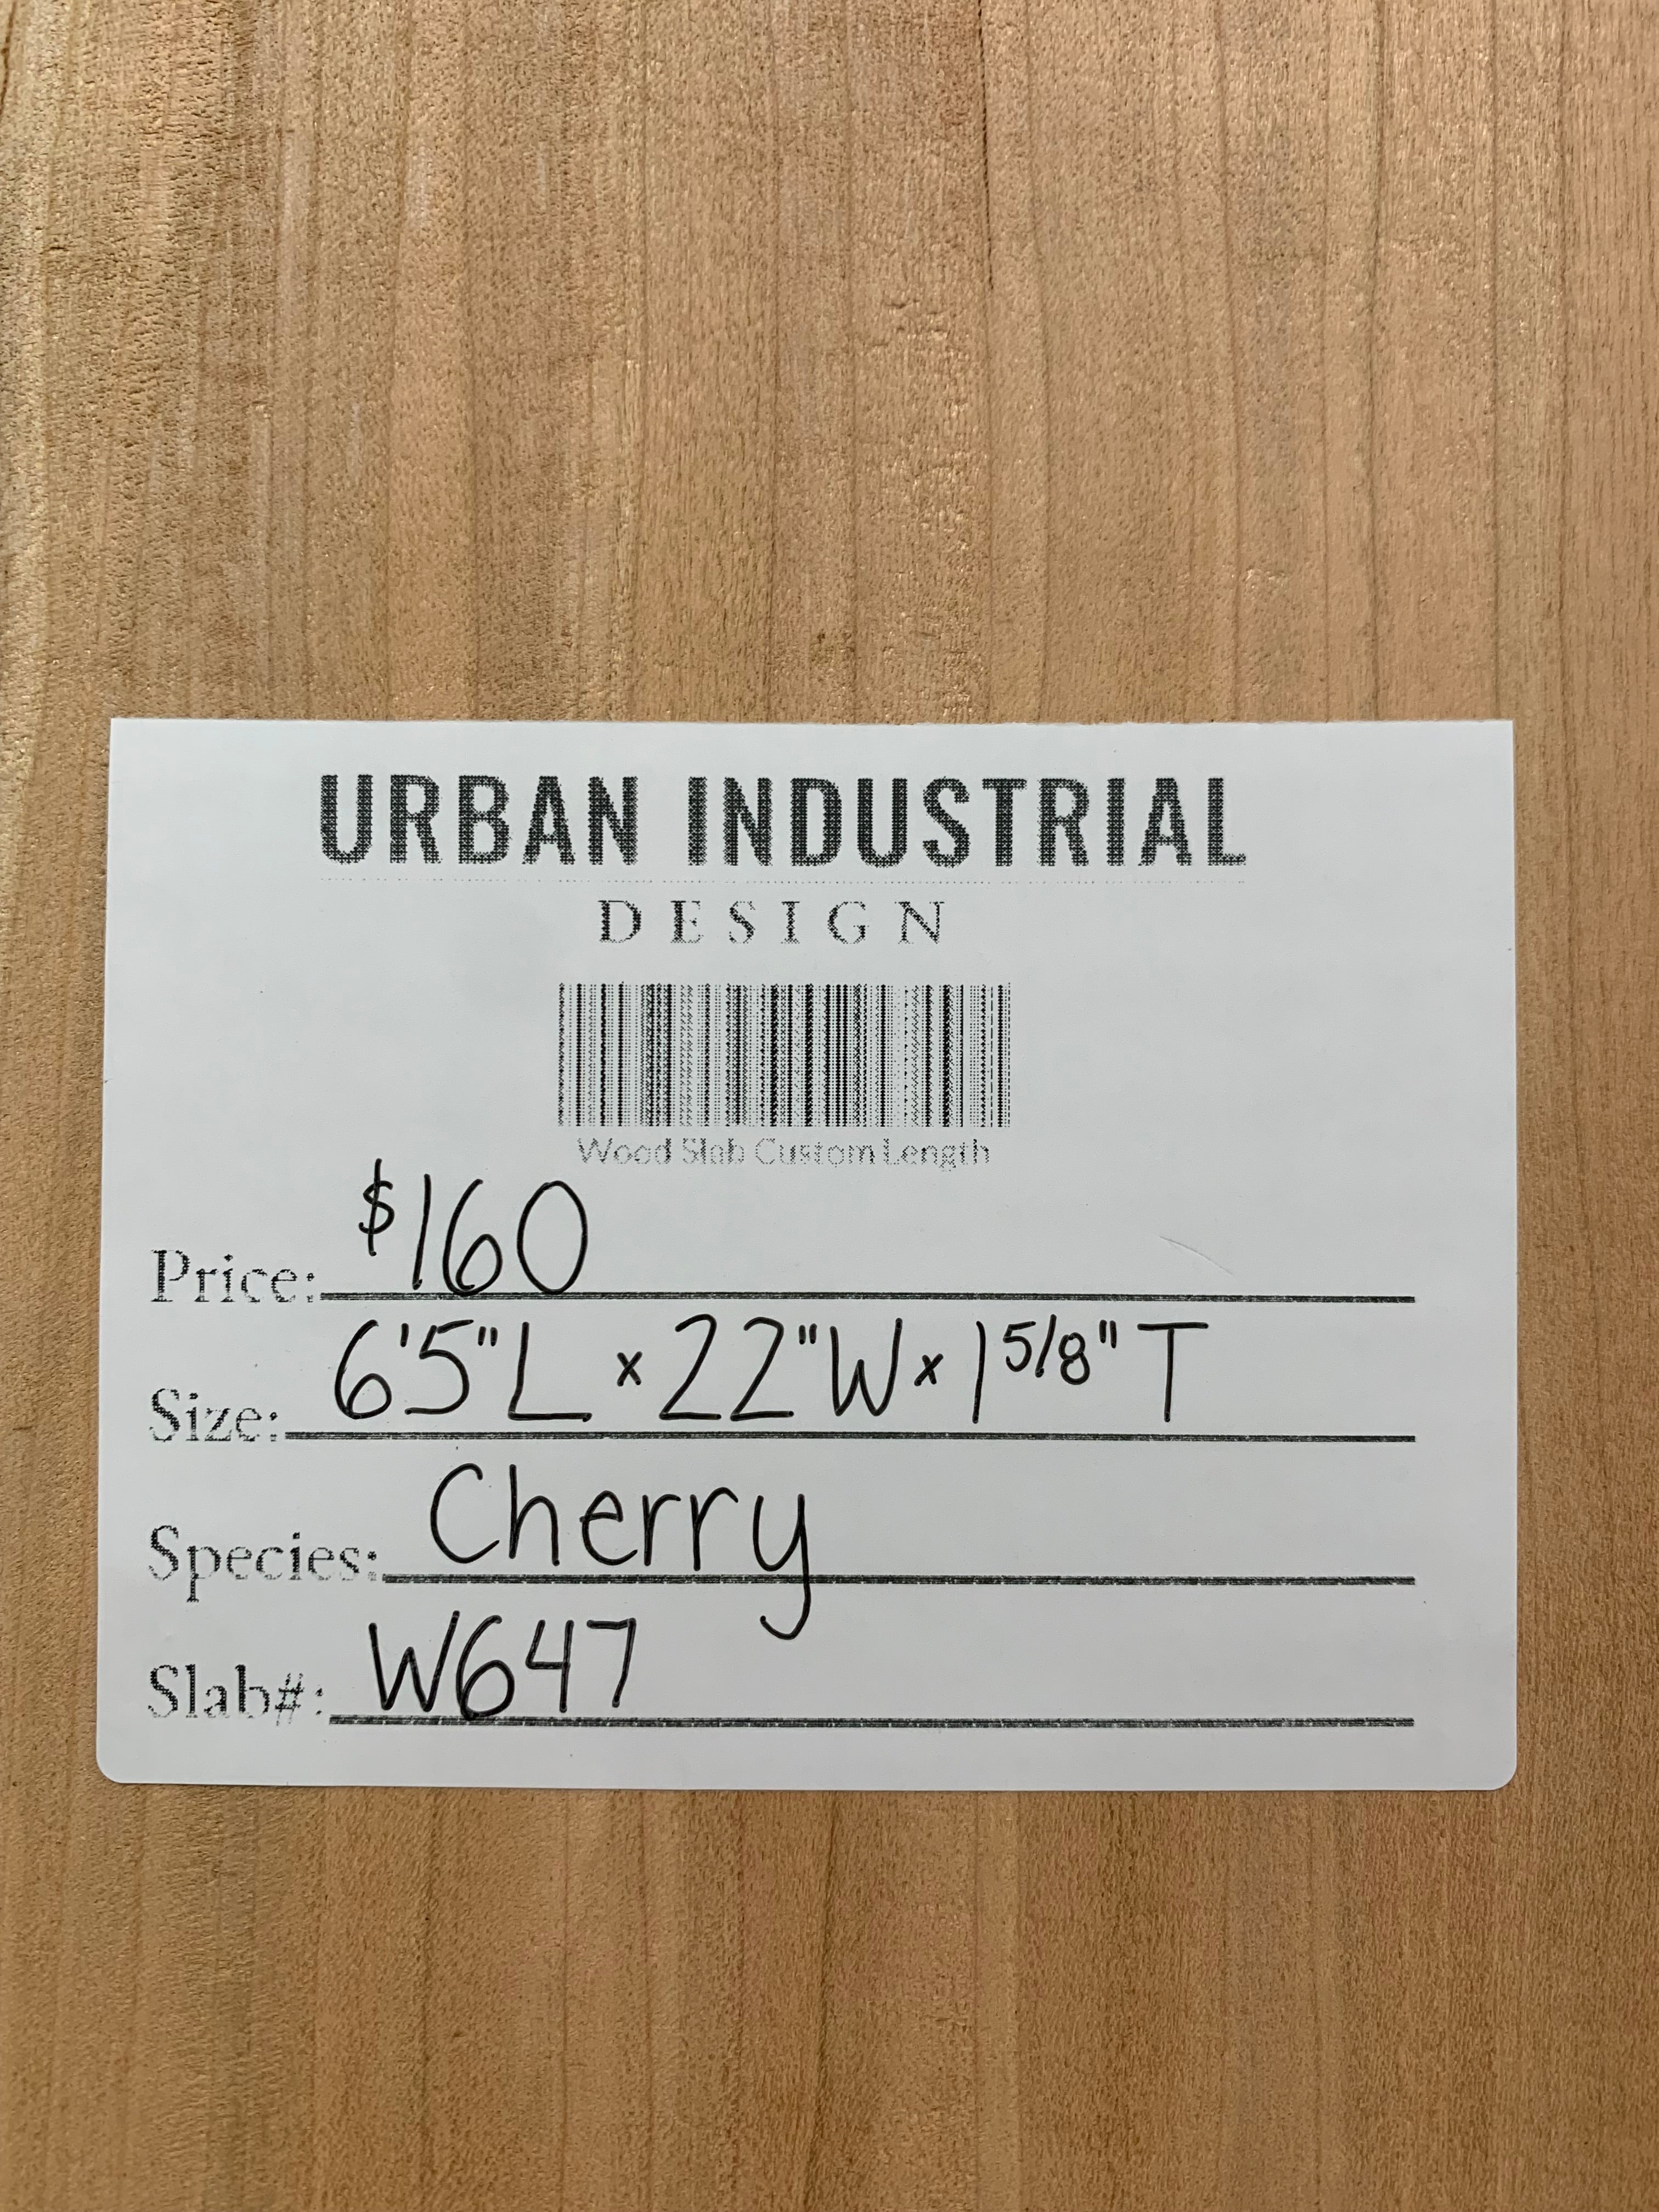 URBAN INDUSTRIAL
DESIGN
Wood Slab Custom Length
Price: $160
Size: 6'5"L x 22"W x 1 5/8" T
Species: Cherry
Slab#: W647